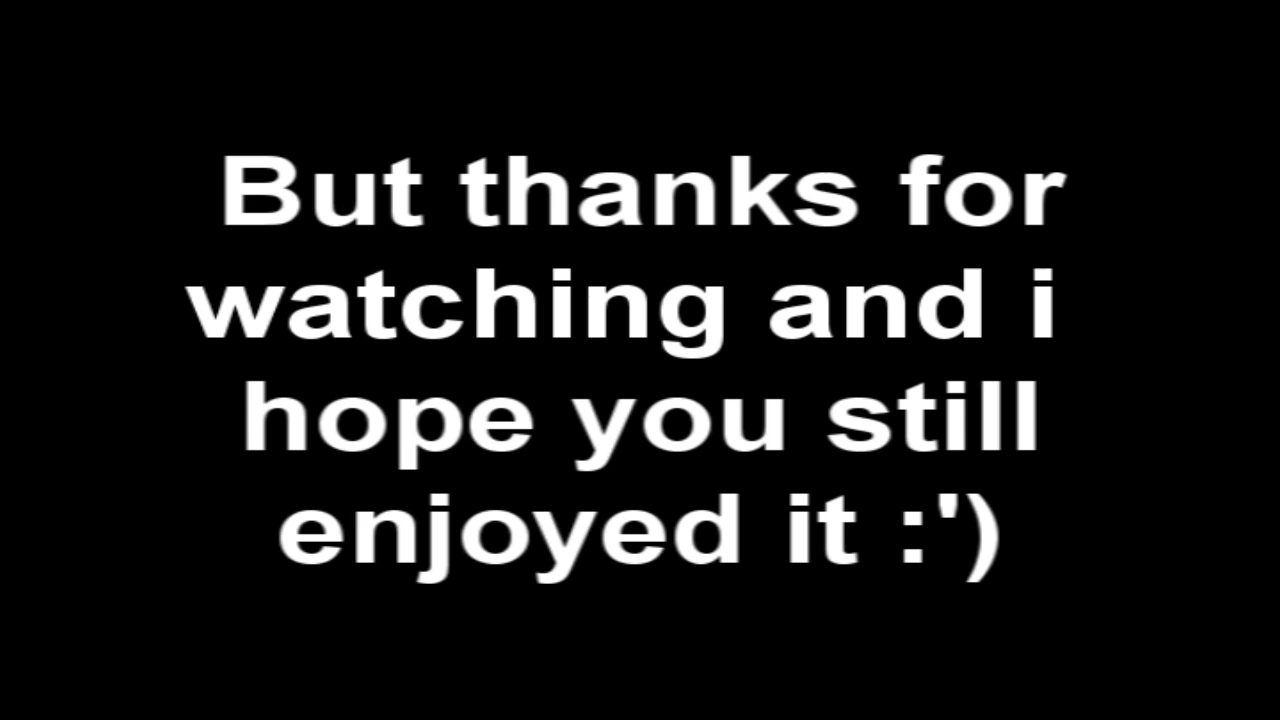 But thanks for
watching and i
hope you still
enjoyed it :')